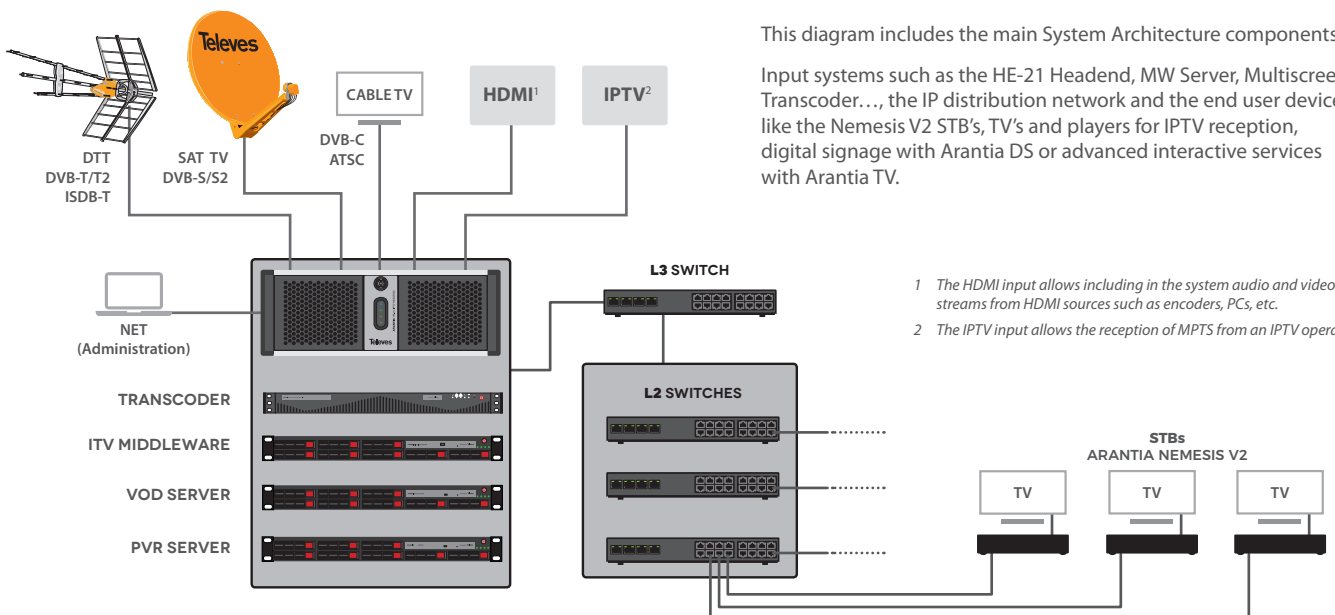 This diagram includes the main System Architecture components
Input systems such as the HE-21 Headend, MW Server, Multiscree
Transcoder…, the IP distribution network and the end user device
like the Nemesis V2 STB's, TV's and players for IPTV reception,
digital signage with Arantia DS or advanced interactive services
with Arantia TV.
Televes
CABLE TV
HDMI1
IPTV2
DTT
DVB-T/T2
ISDB-T
SAT TV
DVB-S/S2
DVB-C
ATSC
NET
(Administration)
Televes
L3 SWITCH
1 The HDMI input allows including in the system audio and video
streams from HDMI sources such as encoders, PCs, etc.
2 The IPTV input allows the reception of MPTS from an IPTV opera
TRANSCODER
ITV MIDDLEWARE
VOD SERVER
PVR SERVER
L2 SWITCHES
STBs
ARANTIA NEMESIS V2
TV
TV
TV